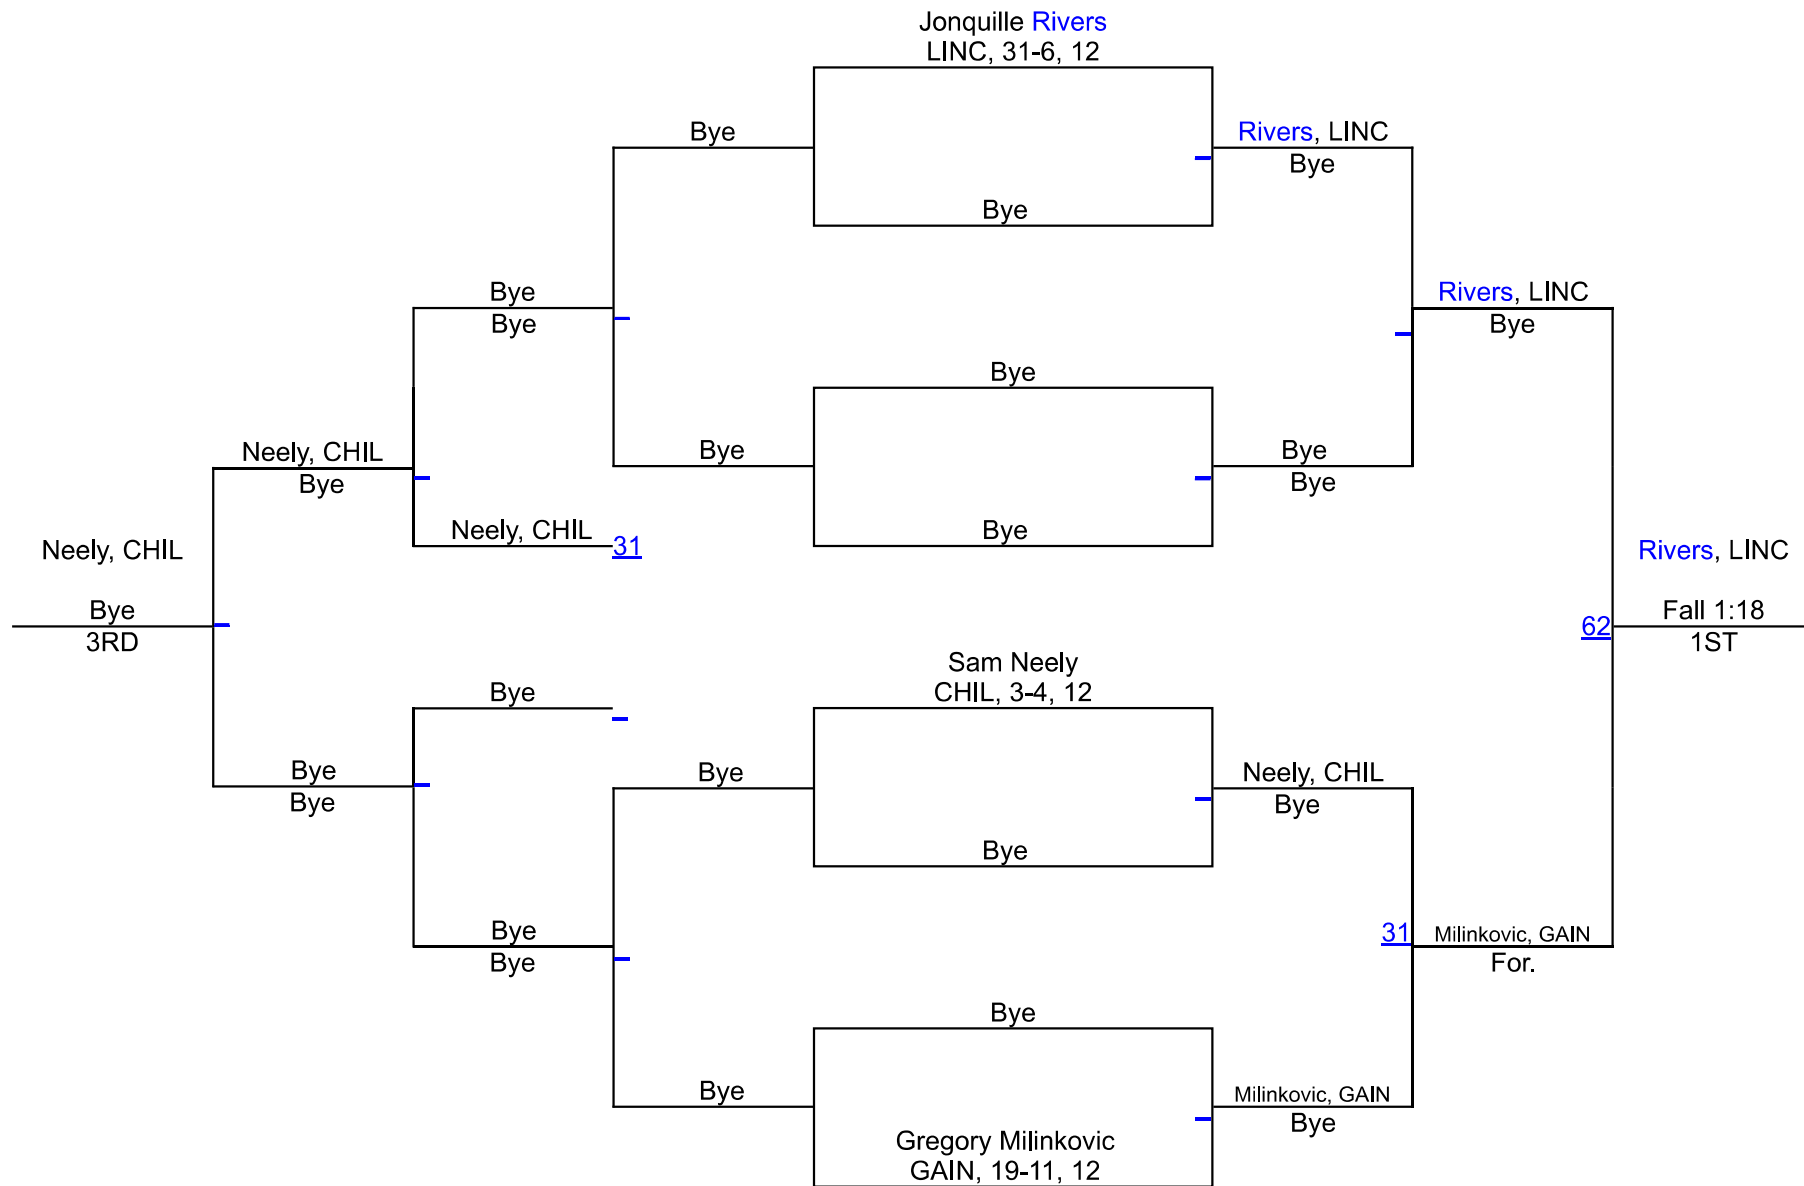 Jonquille Rivers
LINC, 31-6, 12
Bye
Rivers, LINC
Bye
Bye
Bye
Bye
Rivers, LINC
Bye
Bye
Bye
Bye
Bye
Bye
Neely, CHIL
Bye
Neely, CHIL
31
Neely, CHIL
Bye
3RD
Rivers, LINC
62
Fall 1:18
1ST
Sam Neely
CHIL, 3-4, 12
Bye
Bye
Neely, CHIL
Bye
Bye
Bye
Bye
Bye
Bye
31
Milinkovic, GAIN
For.
Bye
Bye
Milinkovic, GAIN
Bye
Gregory Milinkovic
GAIN, 19-11, 12